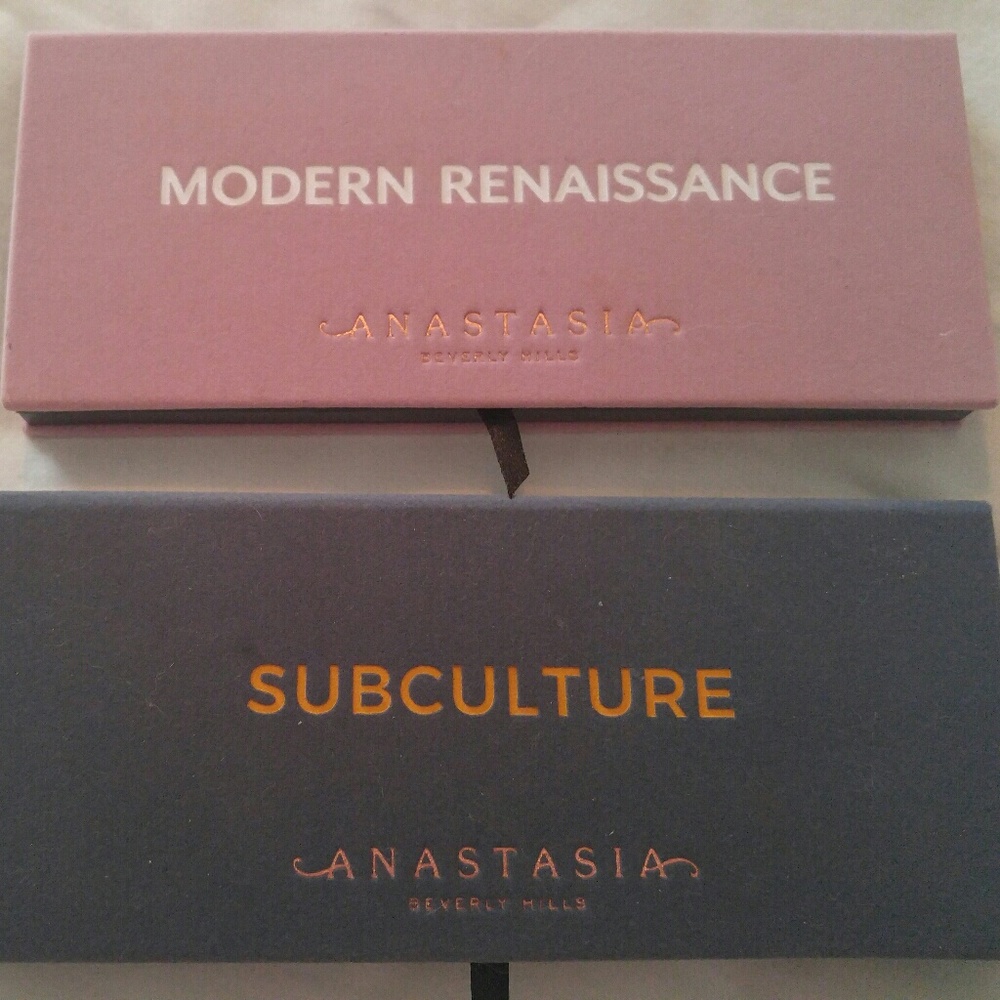 MODERN RENAISSANCE
ANASTASIA
BEVERLY HILLS
SUBCULTURE
ANASTASIA
BEVERLY HILLS